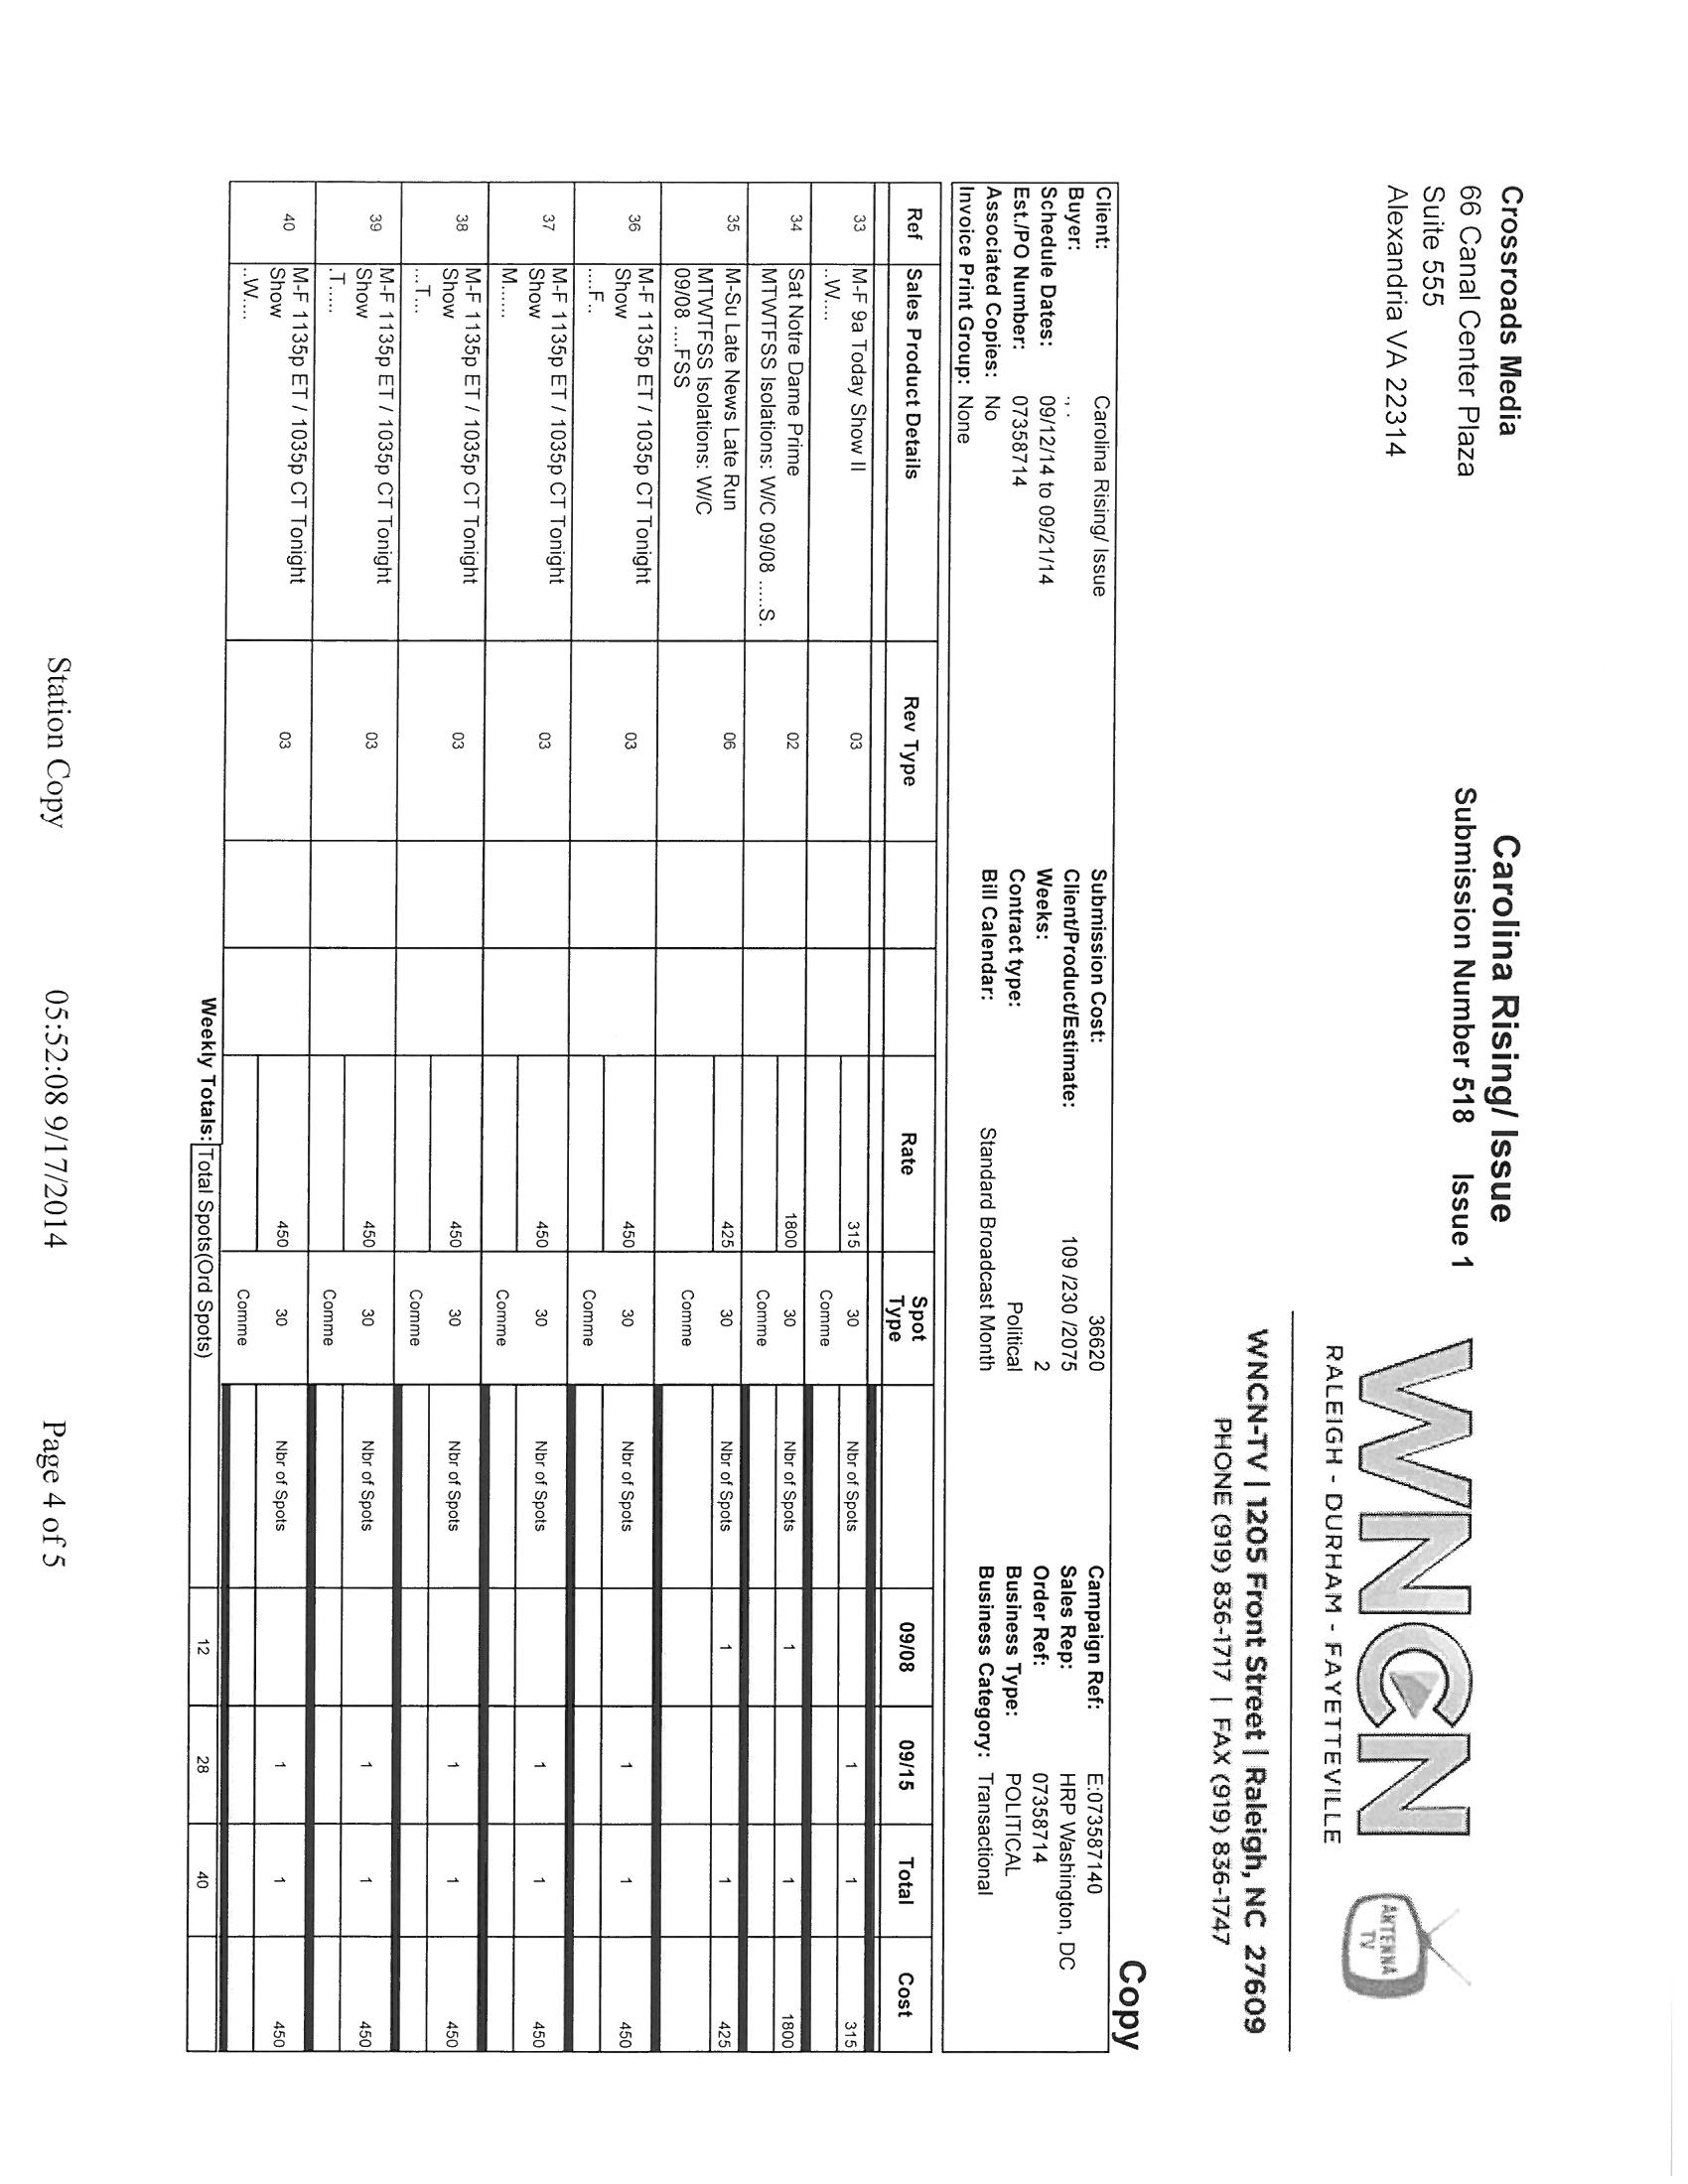 Crossroads Media
66 Canal Center Plaza
Suite 555
Alexandria VA 22314
Carolina Rising/ Issue
Submission Number 518 Issue 1
WNCN
RALEIGH - DURHAM - FAYETTEVILLE
ANTENNA
TV
WNCN-TV | 1205 Front Street | Raleigh, NC 27609
PHONE (919) 836-1717 | FAX (919) 836-1747
Copy
Client: Carolina Rising/ Issue
Buyer: ., .
Schedule Dates: 09/12/14 to 09/21/14
Est./PO Number: 07358714
Associated Copies: No
Invoice Print Group: None
Submission Cost: 36620
Client/Product/Estimate: 109 /230 /2075
Weeks: 2
Contract type: Political
Bill Calendar: Standard Broadcast Month
Campaign Ref: E:073587140
Sales Rep: HRP Washington, DC
Order Ref: 07358714
Business Type: POLITICAL
Business Category: Transactional
Ref Sales Product Details Rev Type Rate Spot Type 09/08 09/15 Total Cost
33 M-F 9a Today Show II 03 315 30 Nbr of Spots 1 1 315
..W.... Comme
34 Sat Notre Dame Prime 02 1800 30 Nbr of Spots 1 1 1800
MTWTFSS Isolations: W/C 09/08 .....S. Comme
35 M-Su Late News Late Run 06 425 30 Nbr of Spots 1 1 425
MTWTFSS Isolations: W/C Comme
09/08 ....FSS
36 M-F 1135p ET / 1035p CT Tonight 03 450 30 Nbr of Spots 1 1 450
Show Comme
....F..
37 M-F 1135p ET / 1035p CT Tonight 03 450 30 Nbr of Spots 1 1 450
Show Comme
M......
38 M-F 1135p ET / 1035p CT Tonight 03 450 30 Nbr of Spots 1 1 450
Show Comme
...T...
39 M-F 1135p ET / 1035p CT Tonight 03 450 30 Nbr of Spots 1 1 450
Show Comme
.T.....
40 M-F 1135p ET / 1035p CT Tonight 03 450 30 Nbr of Spots 1 1 450
Show Comme
..W....
Weekly Totals: Total Spots(Ord Spots) 12 28 40
Station Copy 05:52:08 9/17/2014 Page 4 of 5